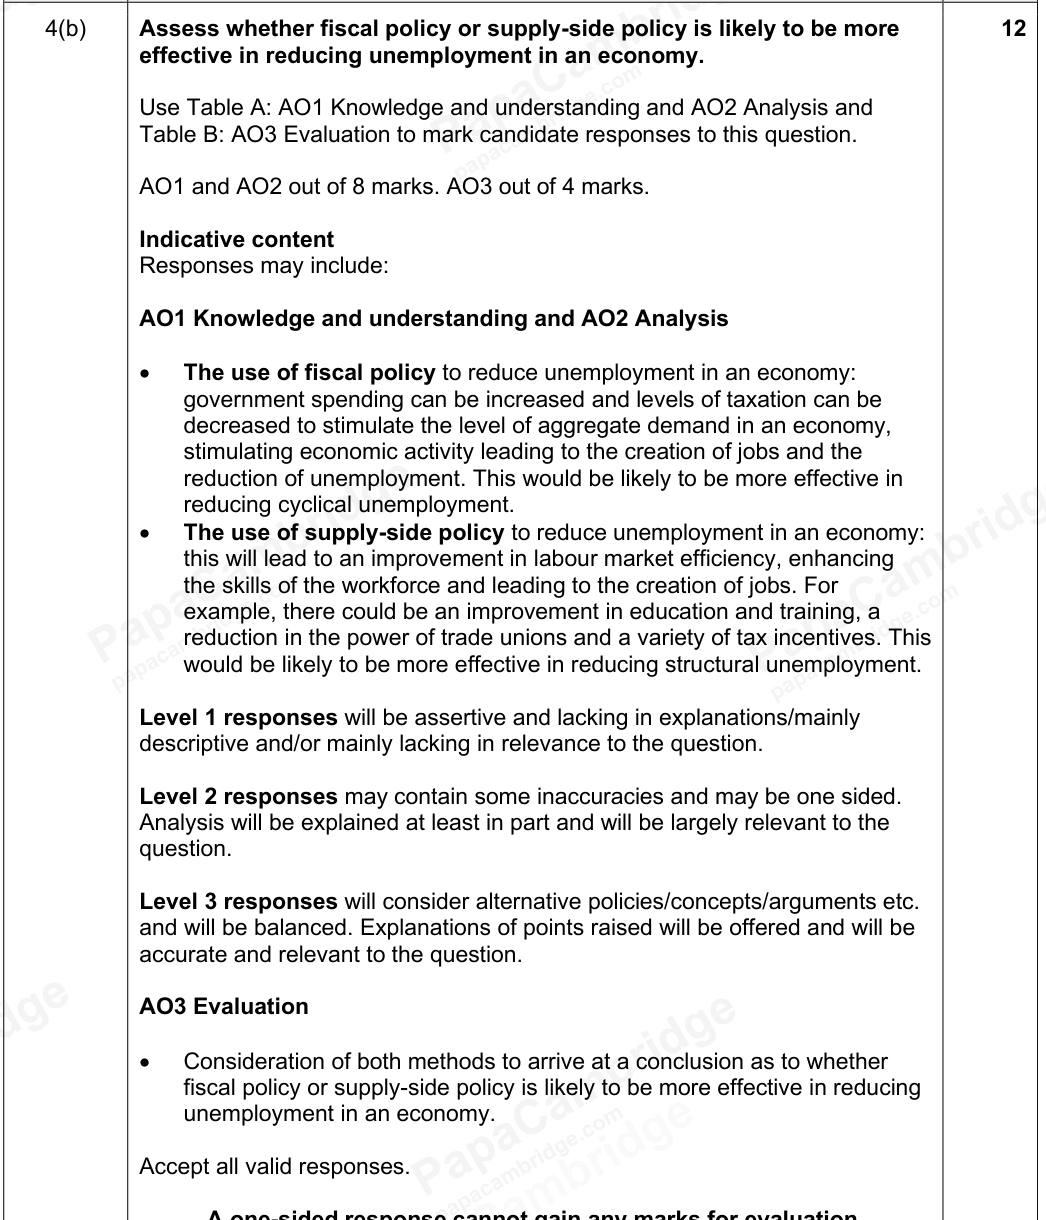 4(b) Assess whether fiscal policy or supply-side policy is likely to be more 12
effective in reducing unemployment in an economy.
Use Table A: AO1 Knowledge and understanding and AO2 Analysis and
Table B: AO3 Evaluation to mark candidate responses to this question.
AO1 and AO2 out of 8 marks. AO3 out of 4 marks.
Indicative content
Responses may include:
AO1 Knowledge and understanding and AO2 Analysis
• The use of fiscal policy to reduce unemployment in an economy:
government spending can be increased and levels of taxation can be
decreased to stimulate the level of aggregate demand in an economy,
stimulating economic activity leading to the creation of jobs and the
reduction of unemployment. This would be likely to be more effective in
reducing cyclical unemployment.
• The use of supply-side policy to reduce unemployment in an economy:
this will lead to an improvement in labour market efficiency, enhancing
the skills of the workforce and leading to the creation of jobs. For
example, there could be an improvement in education and training, a
reduction in the power of trade unions and a variety of tax incentives. This
would be likely to be more effective in reducing structural unemployment.
Level 1 responses will be assertive and lacking in explanations/mainly
descriptive and/or mainly lacking in relevance to the question.
Level 2 responses may contain some inaccuracies and may be one sided.
Analysis will be explained at least in part and will be largely relevant to the
question.
Level 3 responses will consider alternative policies/concepts/arguments etc.
and will be balanced. Explanations of points raised will be offered and will be
accurate and relevant to the question.
AO3 Evaluation
• Consideration of both methods to arrive at a conclusion as to whether
fiscal policy or supply-side policy is likely to be more effective in reducing
unemployment in an economy.
Accept all valid responses.
A one-sided response cannot gain any marks for evaluation
PapaCambridge
papacambridge.com